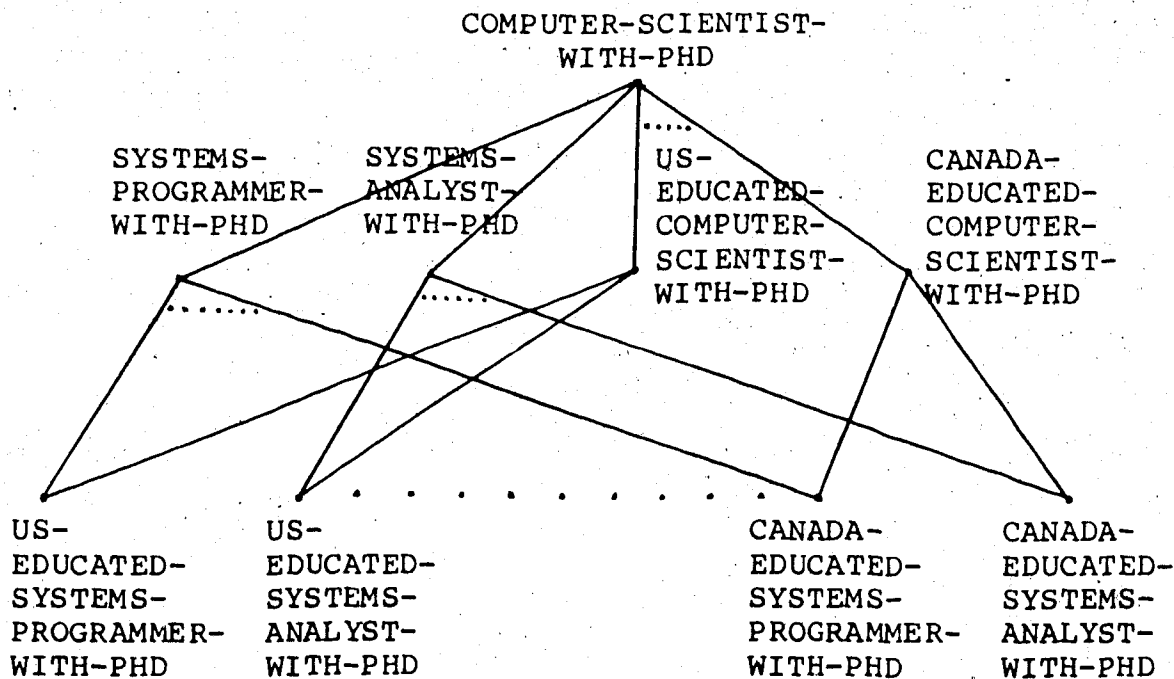 COMPUTER-SCIENTIST-
WITH-PHD
SYSTEMS-
PROGRAMMER-
WITH-PHD
SYSTEMS-
ANALYST-
WITH-PHD
US-
EDUCATED-
COMPUTER-
SCIENTIST-
WITH-PHD
CANADA-
EDUCATED-
COMPUTER-
SCIENTIST-
WITH-PHD
US-
EDUCATED-
SYSTEMS-
PROGRAMMER-
WITH-PHD
US-
EDUCATED-
SYSTEMS-
ANALYST-
WITH-PHD
CANADA-
EDUCATED-
SYSTEMS-
PROGRAMMER-
WITH-PHD
CANADA-
EDUCATED-
SYSTEMS-
ANALYST-
WITH-PHD